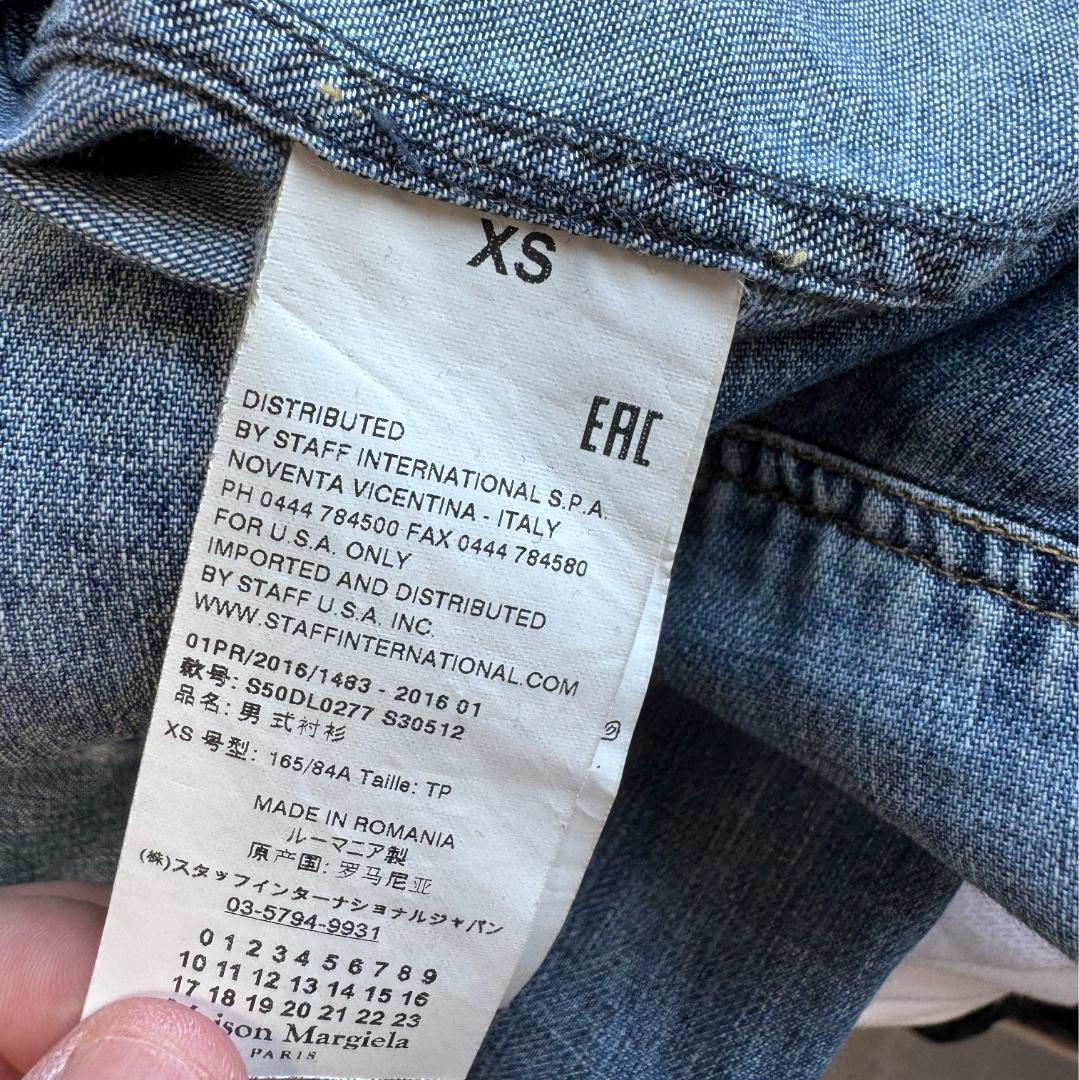 XS
EAC
DISTRIBUTED
BY STAFF INTERNATIONAL S.P.A.
NOVENTA VICENTINA - ITALY
PH 0444 784500 FAX 0444 784580
FOR U.S.A. ONLY
IMPORTED AND DISTRIBUTED
BY STAFF U.S.A. INC.
WWW.STAFFINTERNATIONAL.COM
01PR/2016/1483 - 2016 01
款号: S50DL0277 S30512
品名: 男 式衬衫
XS 号型: 165/84A Taille: TP
MADE IN ROMANIA
ルーマニア製
原产国: 罗马尼亚
(株)スタッフインターナショナルジャパン
03-5794-9931
0 1 2 3 4 5 6 7 8 9
10 11 12 13 14 15 16
17 18 19 20 21 22 23
Margiela
PARIS